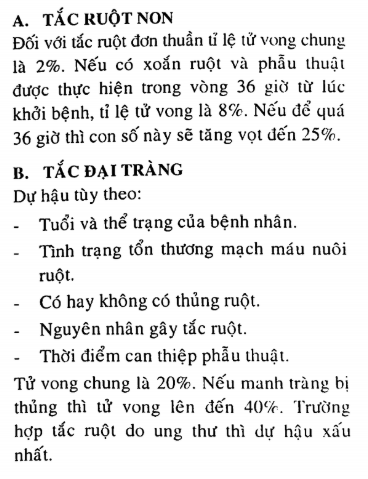 A. TẮC RUỘT NON
Đối với tắc ruột đơn thuần tỉ lệ tử vong chung
là 2%. Nếu có xoắn ruột và phẫu thuật
được thực hiện trong vòng 36 giờ từ lúc
khởi bệnh, tỉ lệ tử vong là 8%. Nếu để quá
36 giờ thì con số này sẽ tăng vọt đến 25%.
B. TẮC ĐẠI TRÀNG
Dự hậu tùy theo:
- Tuổi và thể trạng của bệnh nhân.
- Tình trạng tổn thương mạch máu nuôi
ruột.
- Có hay không có thủng ruột.
- Nguyên nhân gây tắc ruột.
- Thời điểm can thiệp phẫu thuật.
Tử vong chung là 20%. Nếu manh tràng bị
thủng thì tử vong lên đến 40%. Trường
hợp tắc ruột do ung thư thì dự hậu xấu
nhất.